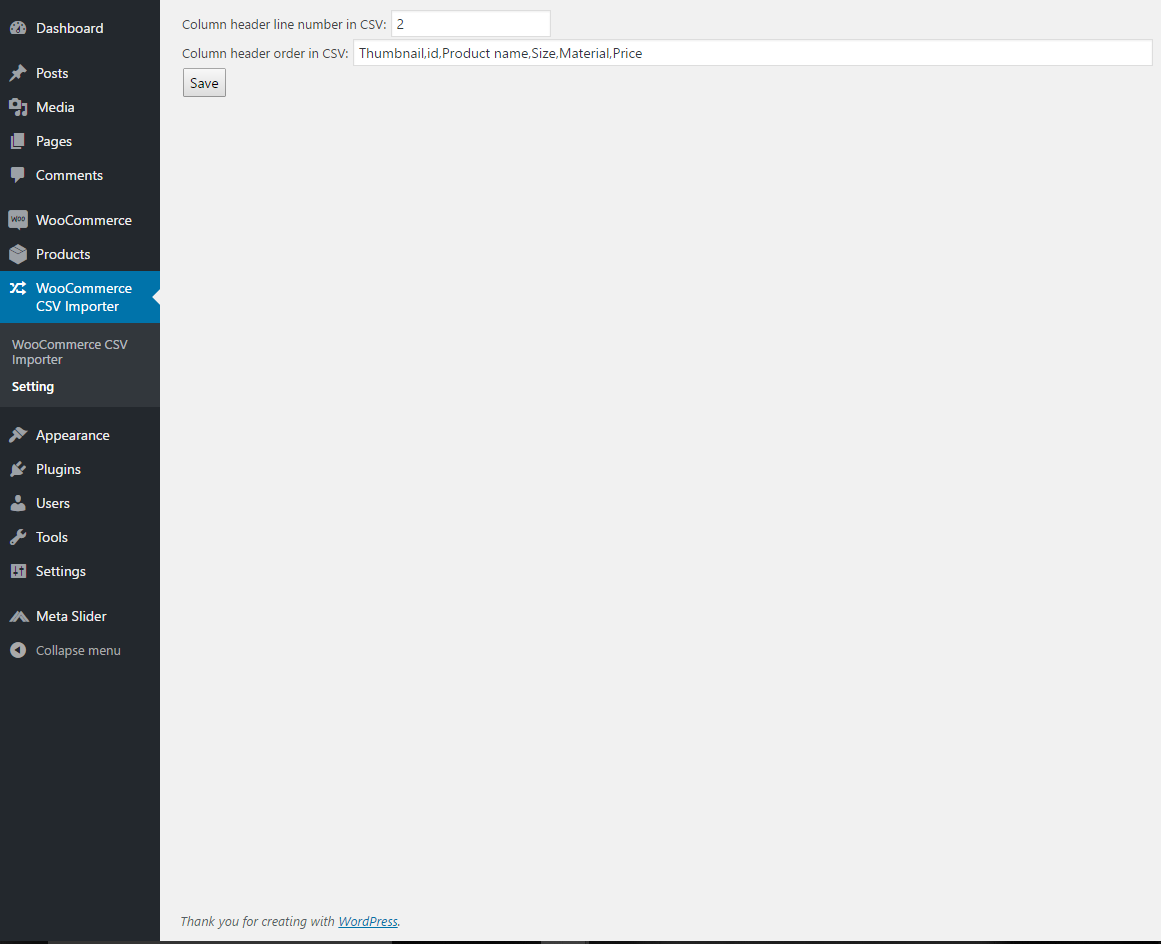 Dashboard
Posts
Media
Pages
Comments
WOO WooCommerce
Products
WooCommerce
CSV Importer
WooCommerce CSV
Importer
Setting
Appearance
Plugins
Users
Tools
Settings
Meta Slider
Collapse menu
Column header line number in CSV: 2
Column header order in CSV: Thumbnail,id,Product name,Size,Material,Price
Save
Thank you for creating with WordPress.